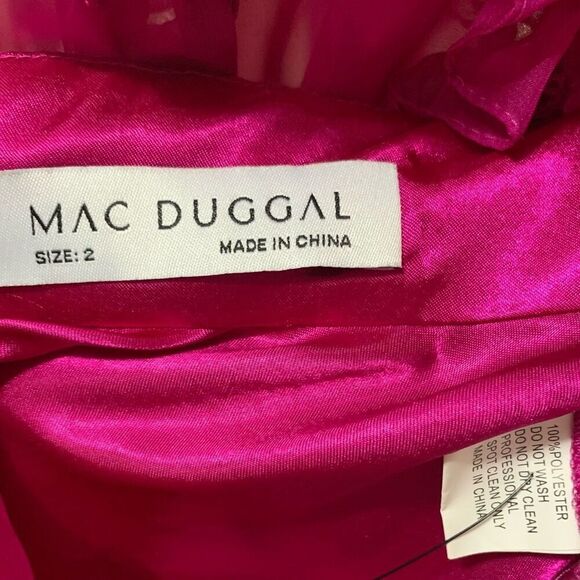 MAC DUGGAL
SIZE: 2 MADE IN CHINA
100%POLYESTER
DO NOT WASH
DO NOT DRY CLEAN
PROFESSIONAL
SPOT CLEAN ONLY
MADE IN CHINA